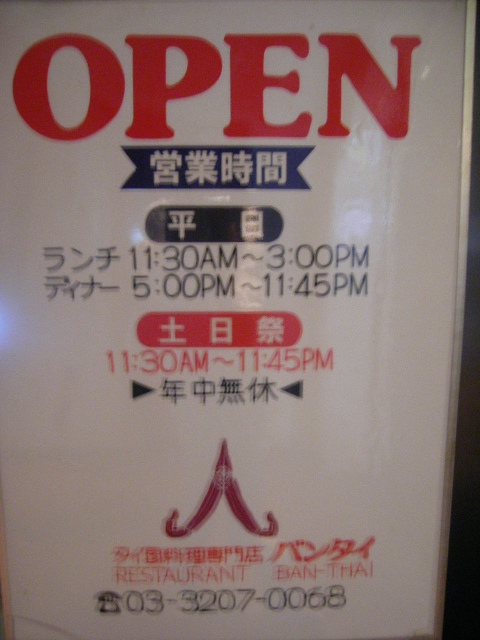 OPEN
営業時間
平日
ランチ 11:30AM～3:00PM
ディナー 5:00PM～11:45PM
土日祭
11:30AM～11:45PM
▶年中無休◀
タイ国料理専門店 バンタイ
RESTAURANT BAN-THAI
☎03-3207-0068